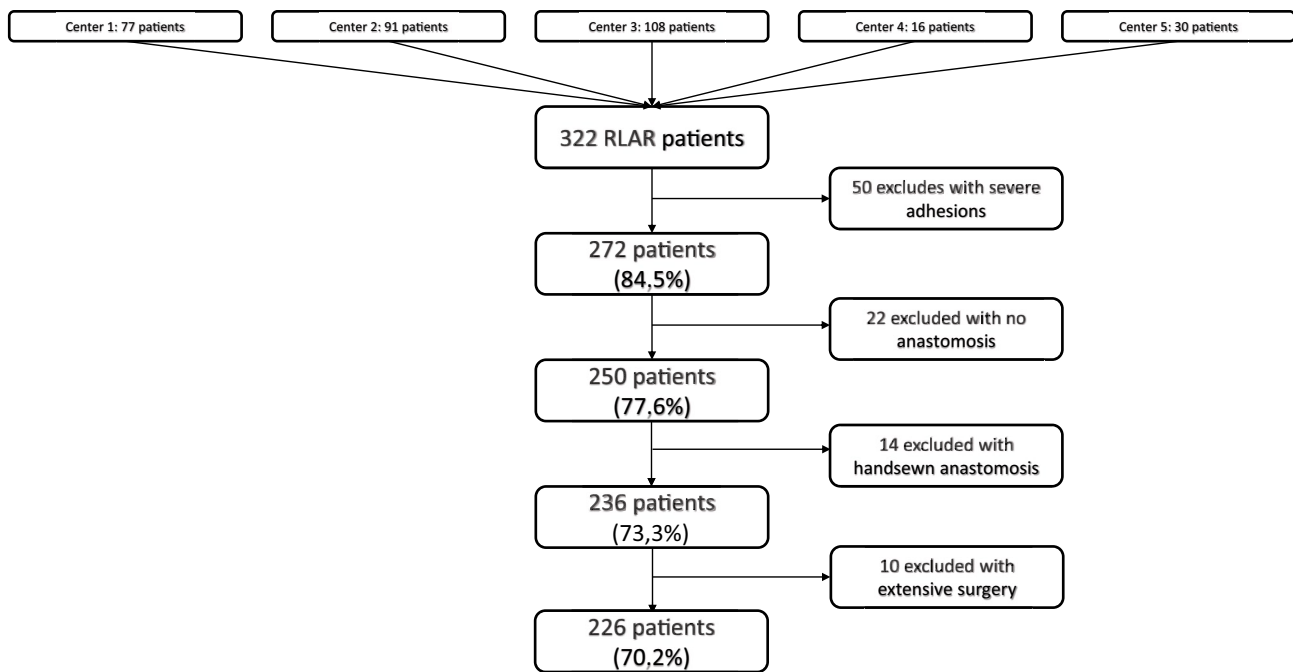 Center 1: 77 patients
Center 2: 91 patients
Center 3: 108 patients
Center 4: 16 patients
Center 5: 30 patients
322 RLAR patients
50 excludes with severe
adhesions
272 patients
(84,5%)
22 excluded with no
anastomosis
250 patients
(77,6%)
14 excluded with
handsewn anastomosis
236 patients
(73,3%)
10 excluded with
extensive surgery
226 patients
(70,2%)